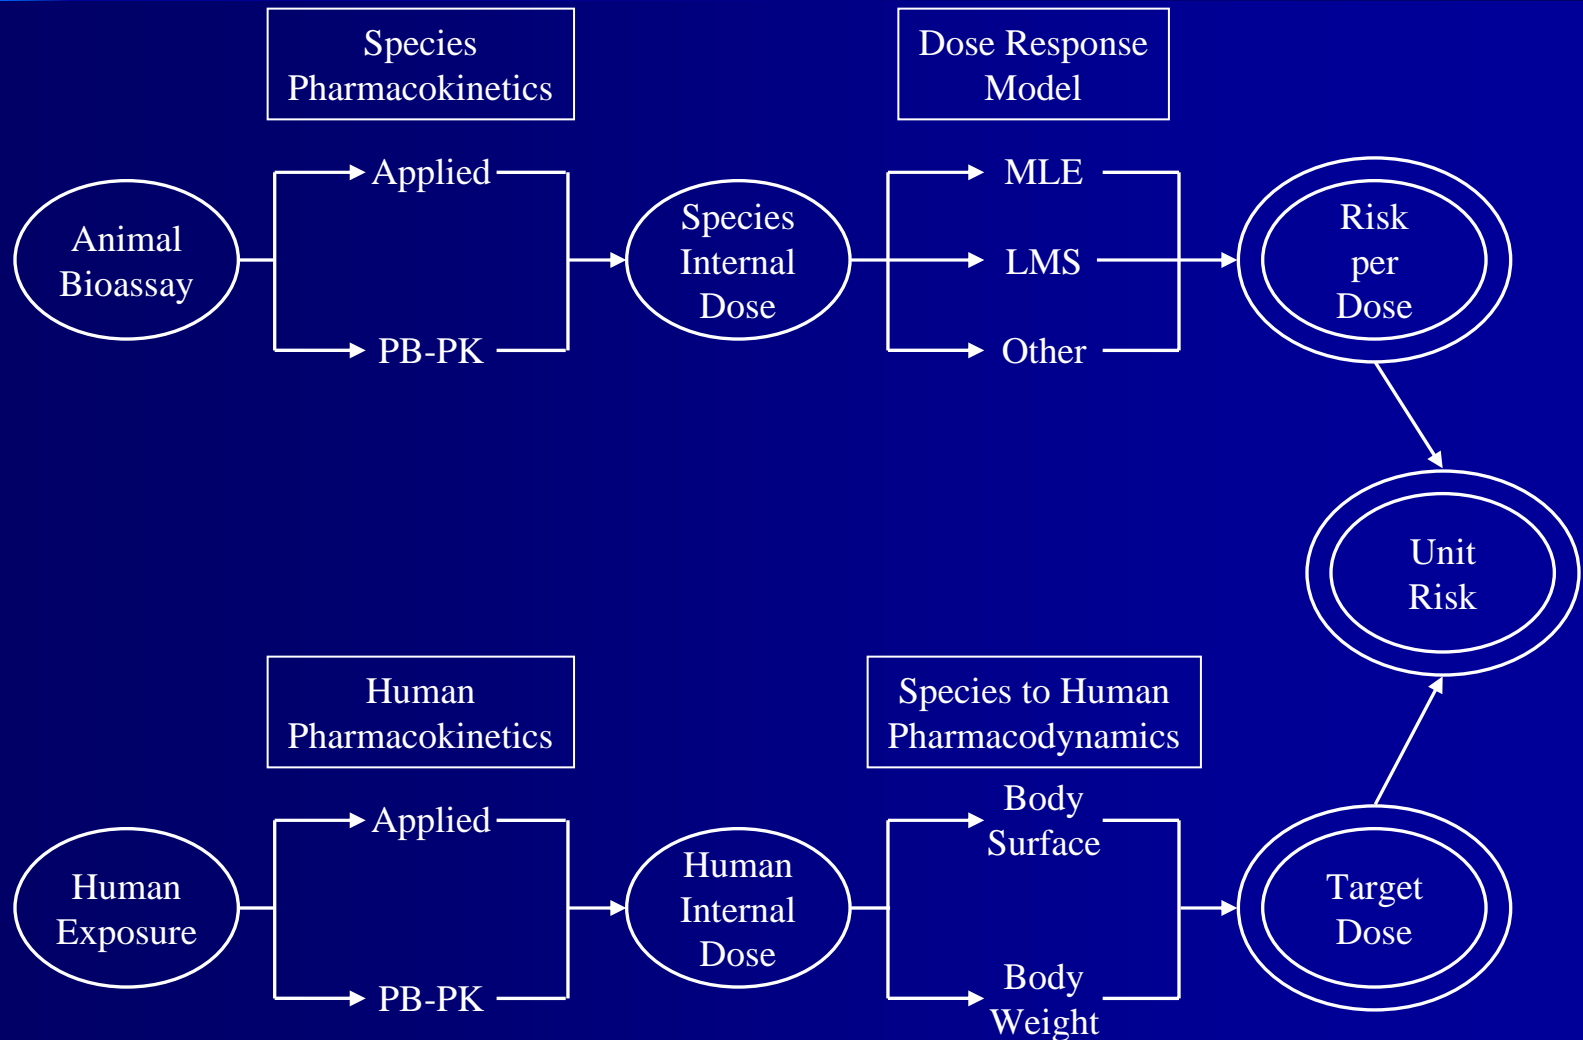 Species
Pharmacokinetics
Dose Response
Model
Applied
MLE
Animal
Bioassay
Species
Internal
Dose
LMS
Risk
per
Dose
PB-PK
Other
Unit
Risk
Human
Pharmacokinetics
Species to Human
Pharmacodynamics
Applied
Body
Surface
Human
Exposure
Human
Internal
Dose
Target
Dose
PB-PK
Body
Weight